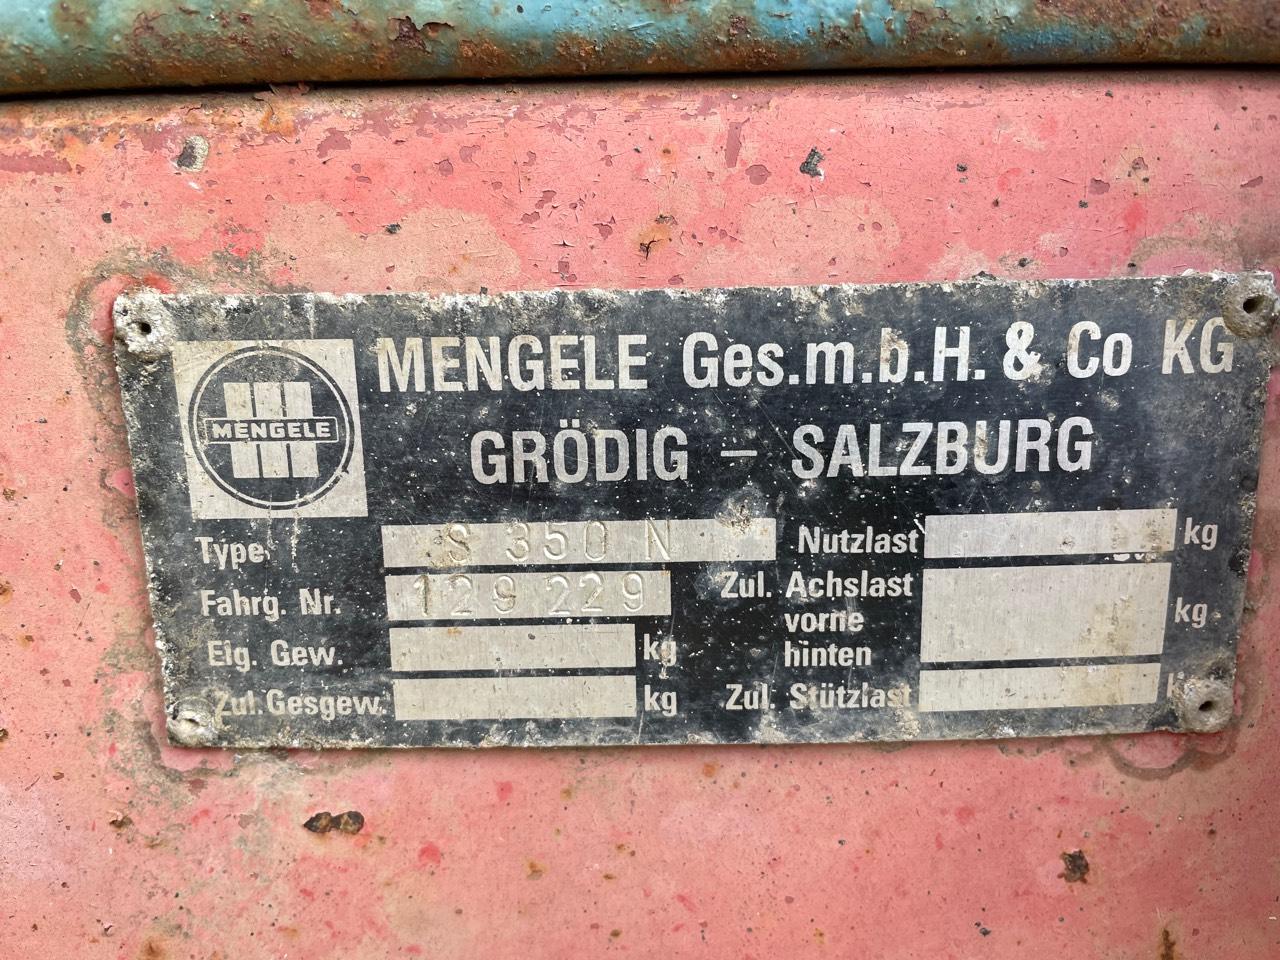 MENGELE Ges.m.b.H. & Co KG
GRÖDIG – SALZBURG
MENGELE
Type S 350 N
Fahrg. Nr. 129 229
Eig. Gew. kg
Zul. Gesgew. kg
Nutzlast kg
Zul. Achslast
vorne
hinten kg
Zul. Stützlast